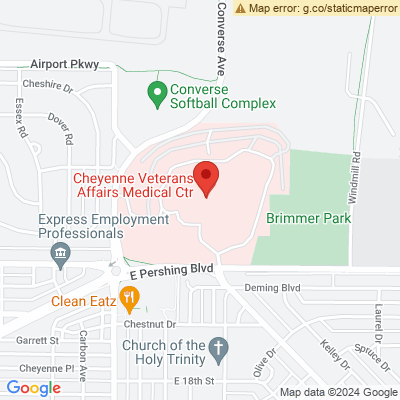 Map error: g.co/staticmaperror
Converse Ave
Airport Pkwy
Cheshire Dr
Essex Rd
Dover Rd
Converse
Softball Complex
Windmill Rd
Cheyenne Veterans
Affairs Medical Ctr
Brimmer Park
Express Employment
Professionals
E Pershing Blvd
Deming Blvd
Clean Eatz
Chestnut Dr
Garrett St
Carbon Ave
Cheyenne Pl
Church of the
Holy Trinity
E 18th St
Olive Dr
Kelley Dr
Spruce Dr
Laurel Dr
Google
Map data ©2024 Google